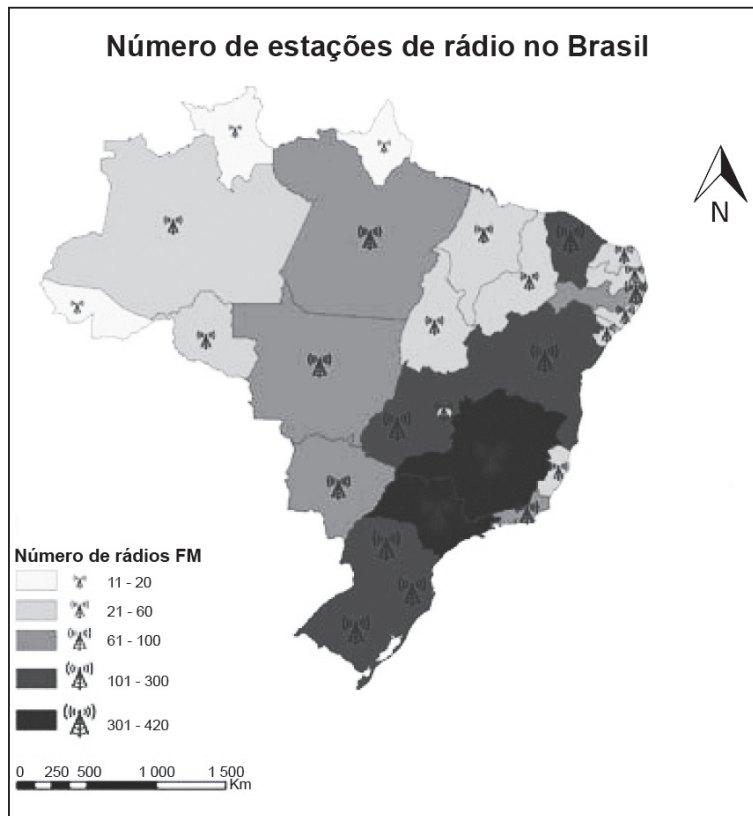 Número de estações de rádio no Brasil
N
Número de rádios FM
11 - 20
21 - 60
61 - 100
101 - 300
301 - 420
0 250 500 1 000 1 500
Km